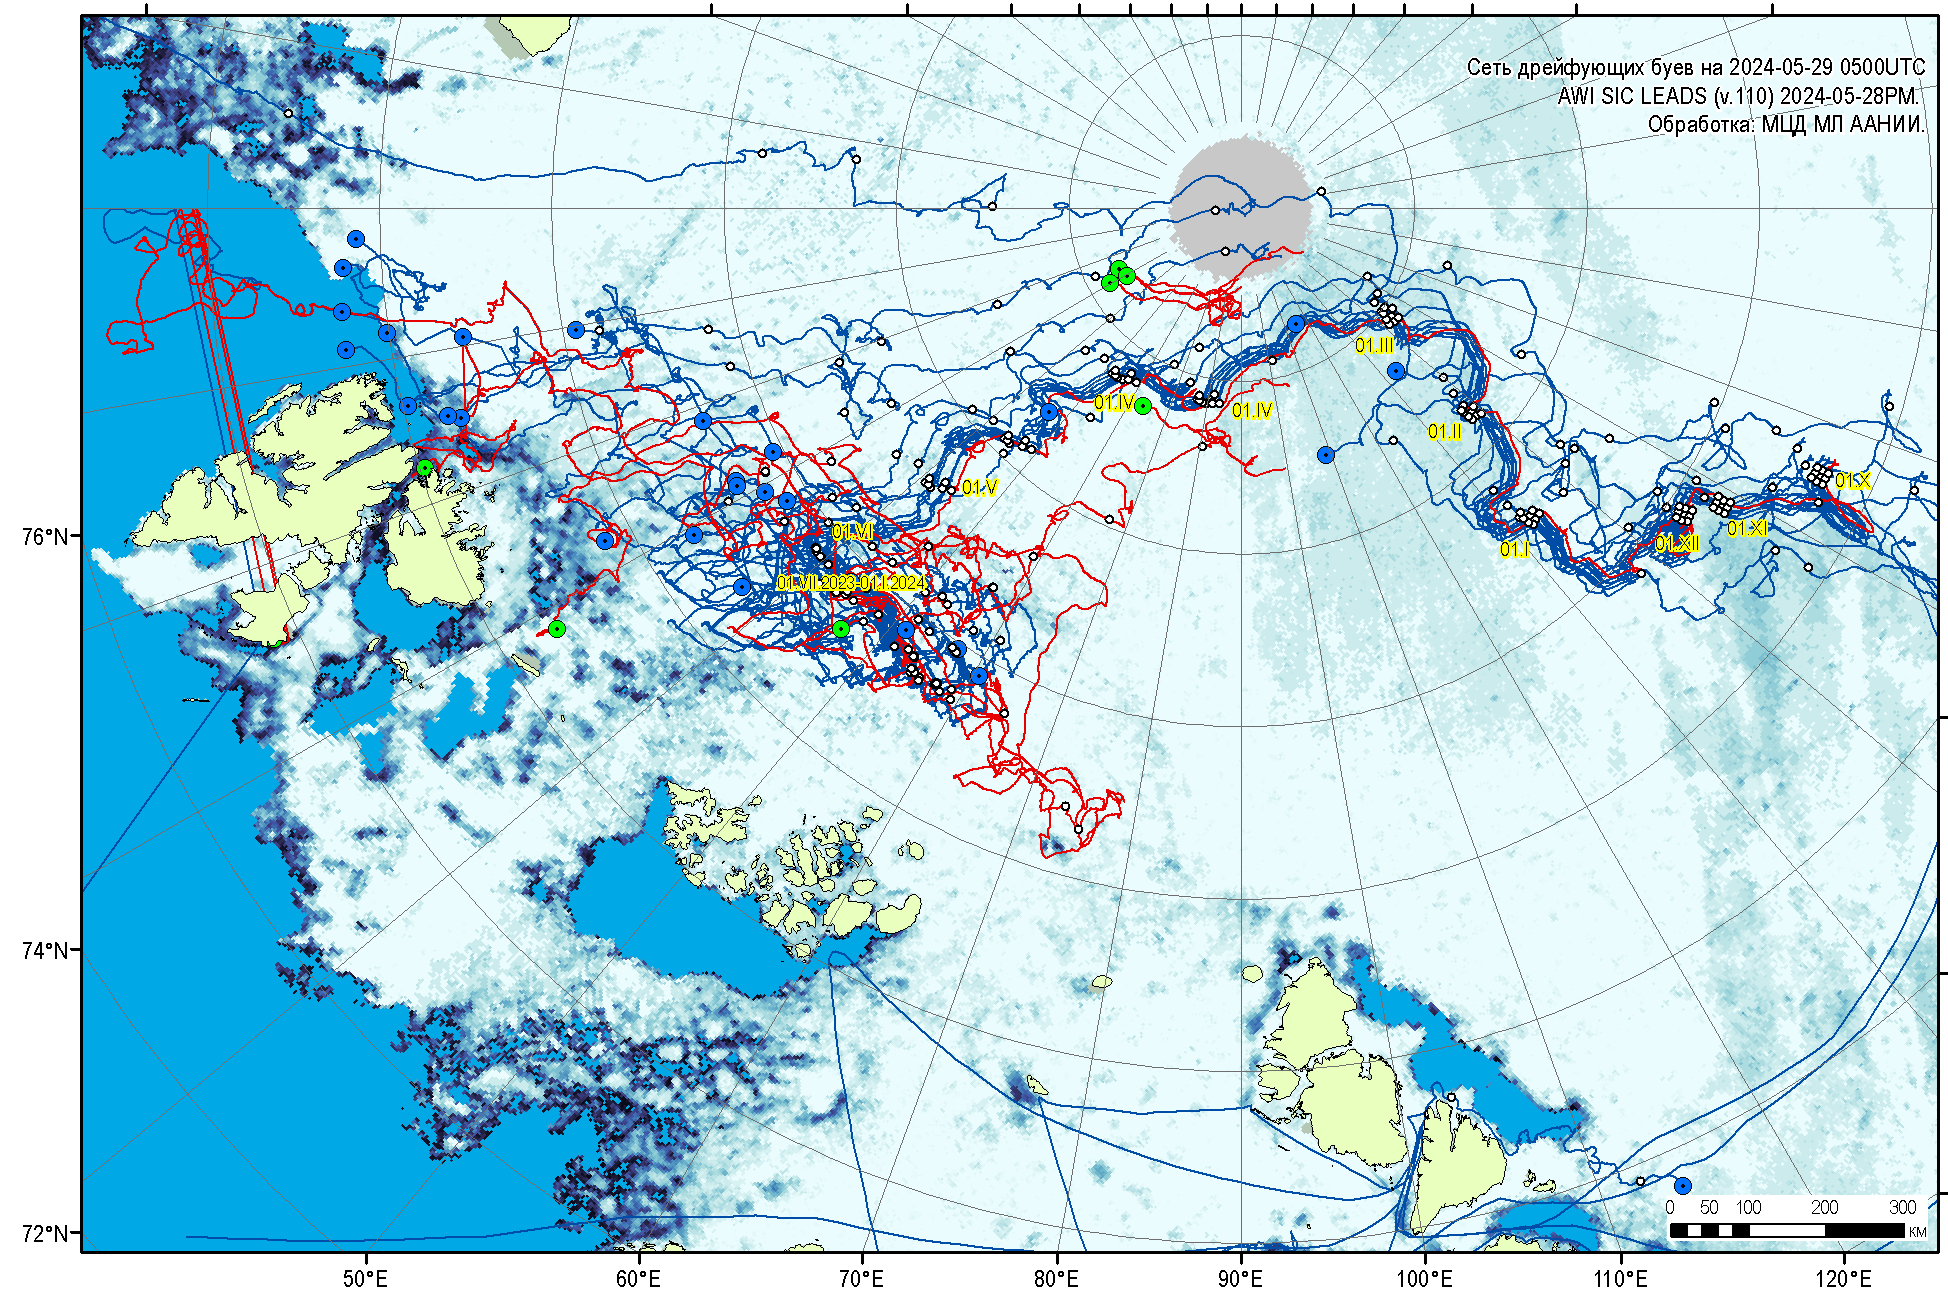 Сеть дрейфующих буев на 2024-05-29 0500UTC
AWI SIC LEADS (v.110) 2024-05-28PM.
Обработка: МЦД МЛ ААНИИ.
01.III
01.IV
01.IV
01.II
01.V
01.X
01.VI
01.XI
01.XII
01.I
01.VII.2023-01.I.2024
76°N
74°N
72°N
0 50 100 200 300
КМ
50°E 60°E 70°E 80°E 90°E 100°E 110°E 120°E